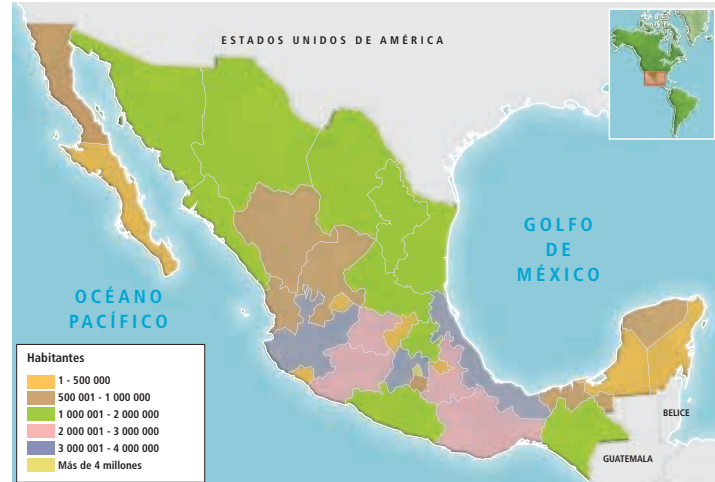 ESTADOS UNIDOS DE AMÉRICA
GOLFO
DE
MÉXICO
OCÉANO
PACÍFICO
Habitantes
1 - 500 000
500 001 - 1 000 000
1 000 001 - 2 000 000
2 000 001 - 3 000 000
3 000 001 - 4 000 000
Más de 4 millones
BELICE
GUATEMALA